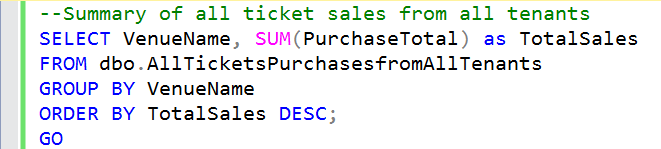 --Summary of all ticket sales from all tenants
SELECT VenueName, SUM(PurchaseTotal) as TotalSales
FROM dbo.AllTicketsPurchasesfromAllTenants
GROUP BY VenueName
ORDER BY TotalSales DESC;
GO